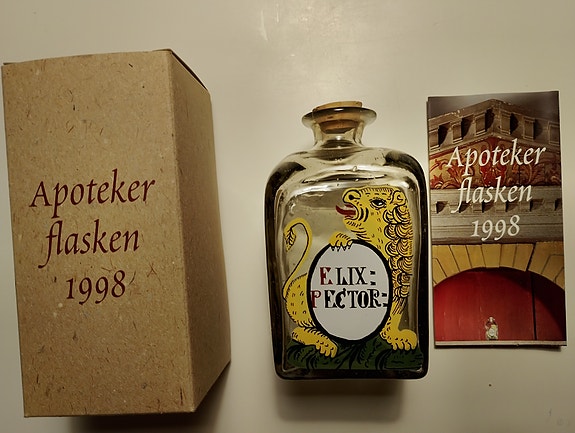 Apoteker
flasken
1998
ELIX=
PECTOR=
Apoteker
flasken
1998